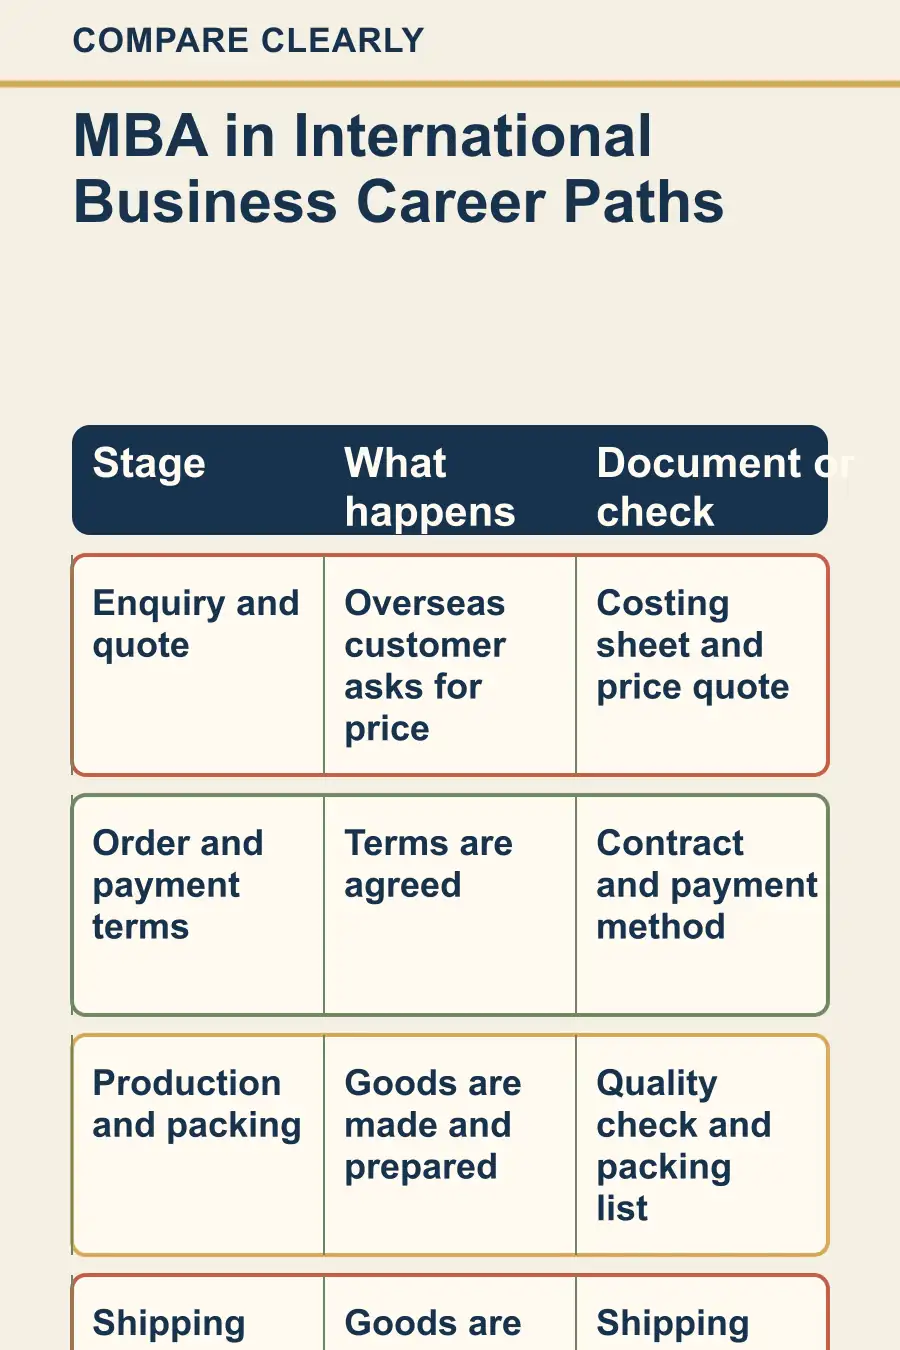 COMPARE CLEARLY
MBA in International
Business Career Paths
Stage
What
happens
Document or
check
Enquiry and
quote
Overseas
customer
asks for
price
Costing
sheet and
price quote
Order and
payment
terms
Terms are
agreed
Contract
and payment
method
Production
and packing
Goods are
made and
prepared
Quality
check and
packing
list
Shipping
Goods are
Shipping